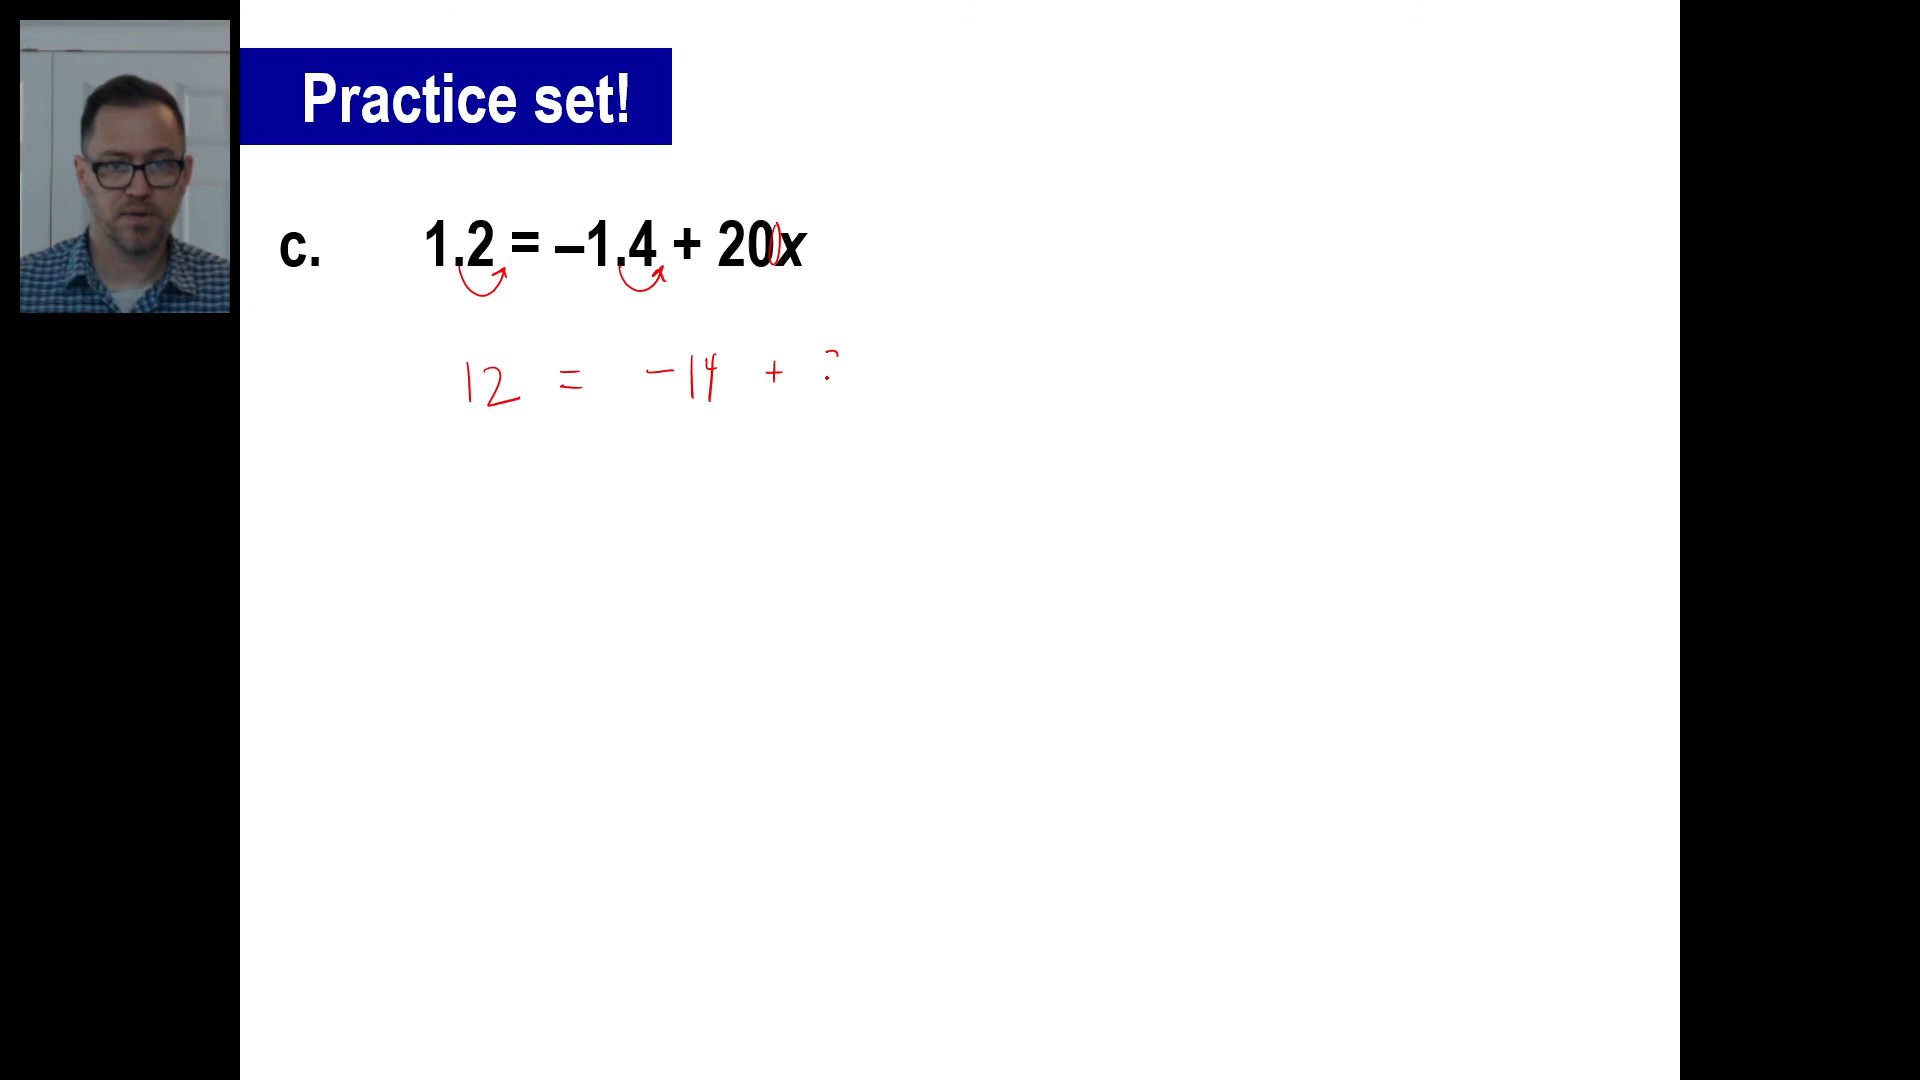 Practice set!
c. 1.2 = –1.4 + 20x
12 = -14 + ?